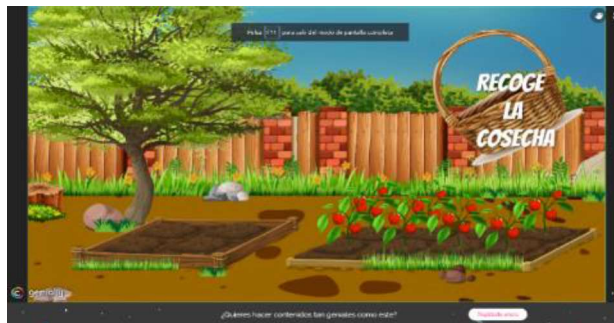 Pulsa Esc para salir del modo de pantalla completa
RECOGE
LA
COSECHA
genially
¿Quieres hacer contenidos tan geniales como este?